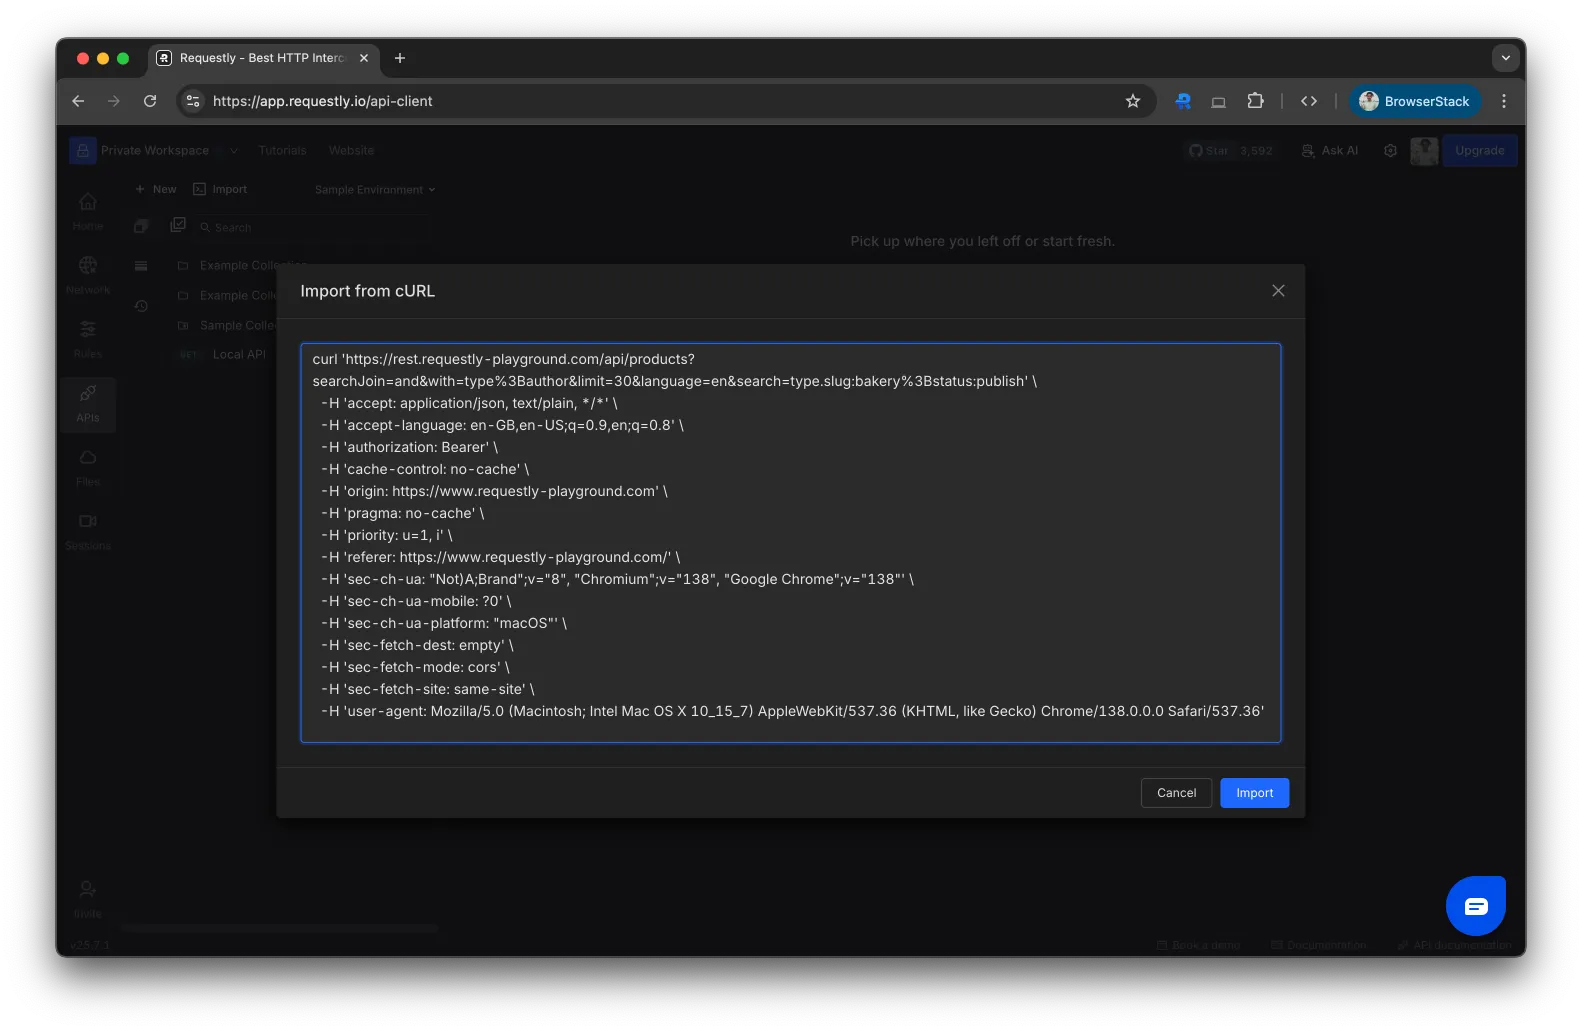 Requestly - Best HTTP Interc
https://app.requestly.io/api-client
BrowserStack
Private Workspace
Tutorials
Website
Star 3,592
Ask AI
Upgrade
New
Import
Sample Environment
Home
Search
Pick up where you left off or start fresh.
Example Collection
Network
Example Colle
Sample Collec
Rules
GET Local API
APIs
Files
Sessions
Import from cURL
curl 'https://rest.requestly-playground.com/api/products?
searchJoin=and&with=type%3Bauthor&limit=30&language=en&search=type.slug:bakery%3Bstatus:publish' \
-H 'accept: application/json, text/plain, */*' \
-H 'accept-language: en-GB,en-US;q=0.9,en;q=0.8' \
-H 'authorization: Bearer' \
-H 'cache-control: no-cache' \
-H 'origin: https://www.requestly-playground.com' \
-H 'pragma: no-cache' \
-H 'priority: u=1, i' \
-H 'referer: https://www.requestly-playground.com/' \
-H 'sec-ch-ua: "Not)A;Brand";v="8", "Chromium";v="138", "Google Chrome";v="138"' \
-H 'sec-ch-ua-mobile: ?0' \
-H 'sec-ch-ua-platform: "macOS"' \
-H 'sec-fetch-dest: empty' \
-H 'sec-fetch-mode: cors' \
-H 'sec-fetch-site: same-site' \
-H 'user-agent: Mozilla/5.0 (Macintosh; Intel Mac OS X 10_15_7) AppleWebKit/537.36 (KHTML, like Gecko) Chrome/138.0.0.0 Safari/537.36'
Cancel
Import
Invite
v25.7.1
Book a demo
Documentation
API documentation